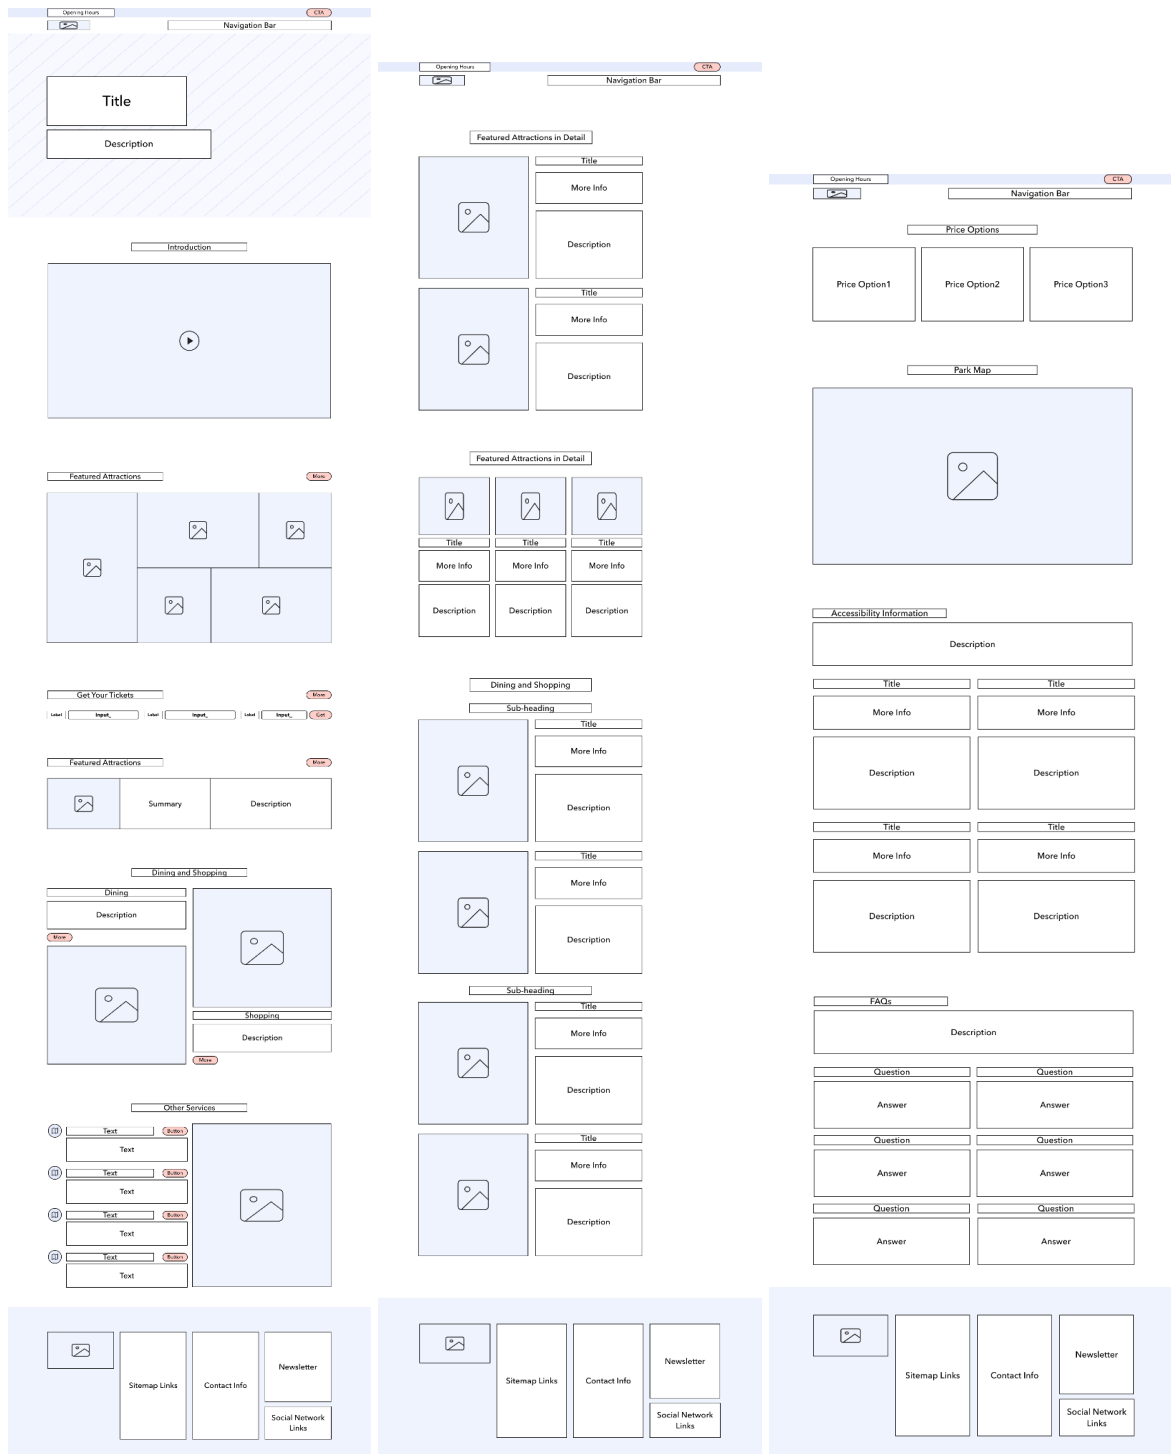 Opening Hours
CTA
Navigation Bar
Title
Description
Introduction
Featured Attractions
More
Get Your Tickets
More
Label
Input_
Label
Input_
Label
Input_
Get
Featured Attractions
More
Summary
Description
Dining and Shopping
Dining
Description
More
Shopping
Description
More
Other Services
Text
Button
Text
Text
Button
Text
Text
Button
Text
Text
Button
Text
Sitemap Links
Contact Info
Newsletter
Social Network
Links
Opening Hours
CTA
Navigation Bar
Featured Attractions in Detail
Title
More Info
Description
Title
More Info
Description
Featured Attractions in Detail
Title
Title
Title
More Info
More Info
More Info
Description
Description
Description
Dining and Shopping
Sub-heading
Title
More Info
Description
Title
More Info
Description
Sub-heading
Title
More Info
Description
Title
More Info
Description
Sitemap Links
Contact Info
Newsletter
Social Network
Links
Opening Hours
CTA
Navigation Bar
Price Options
Price Option1
Price Option2
Price Option3
Park Map
Accessibility Information
Description
Title
Title
More Info
More Info
Description
Description
Title
Title
More Info
More Info
Description
Description
FAQs
Description
Question
Question
Answer
Answer
Question
Question
Answer
Answer
Question
Question
Answer
Answer
Sitemap Links
Contact Info
Newsletter
Social Network
Links